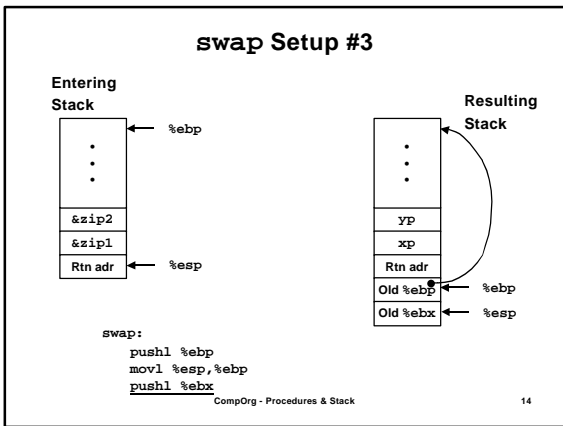 swap Setup #3
Entering
Stack
%ebp
&zip2
&zip1
Rtn adr
%esp
Resulting
Stack
yp
xp
Rtn adr
Old %ebp
%ebp
Old %ebx
%esp
swap:
pushl %ebp
movl %esp,%ebp
pushl %ebx
CompOrg - Procedures & Stack
14